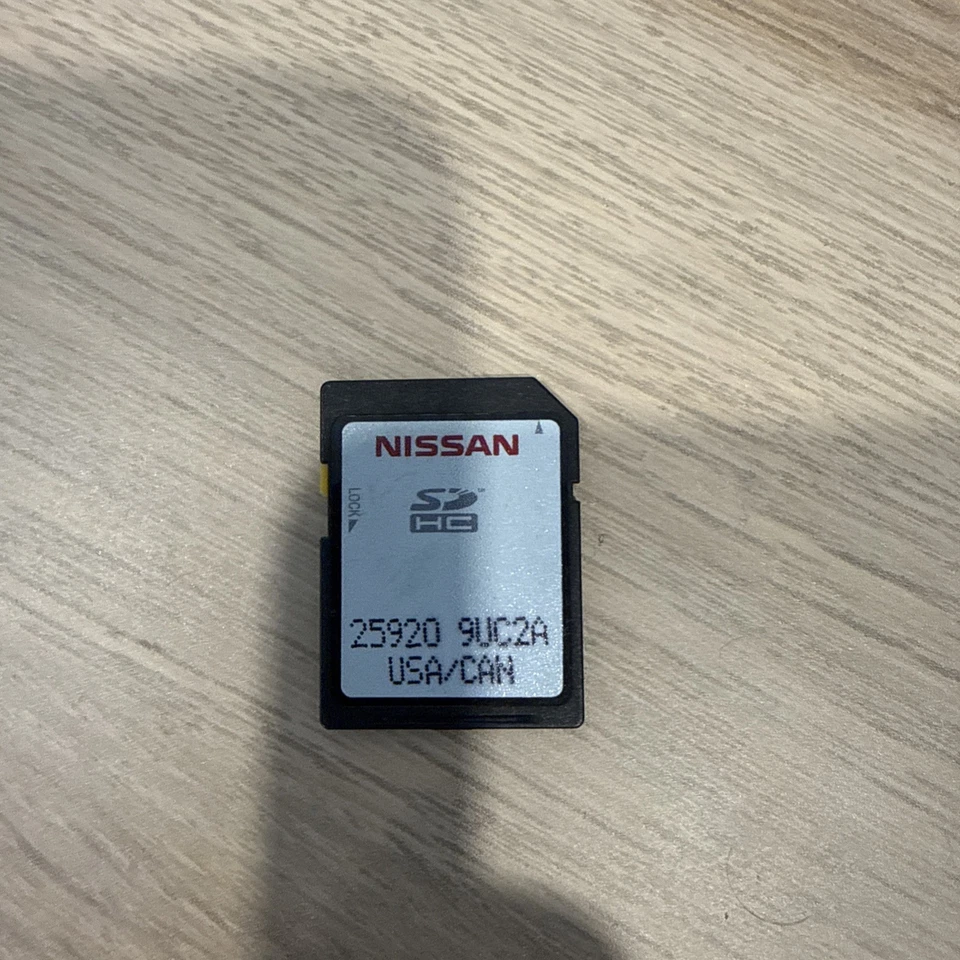 NISSAN
SD
HC
LOCK
25920 9UC2A
USA/CAN